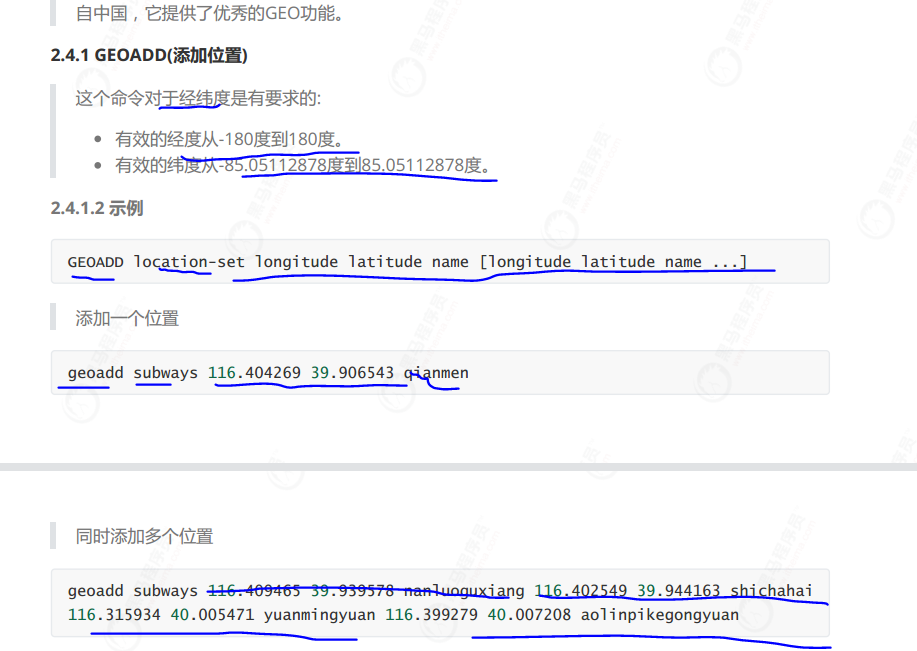 自中国，它提供了优秀的GEO功能。
2.4.1 GEOADD(添加位置)
这个命令对于经纬度是有要求的:
有效的经度从-180度到180度。
有效的纬度从-85.05112878度到85.05112878度。
2.4.1.2 示例
GEOADD location-set longitude latitude name [longitude latitude name ...]
添加一个位置
geoadd subways 116.404269 39.906543 qianmen
同时添加多个位置
geoadd subways 116.409465 39.939578 nanluoguxiang 116.402549 39.944163 shichahai
116.315934 40.005471 yuanmingyuan 116.399279 40.007208 aolinpikegongyuan